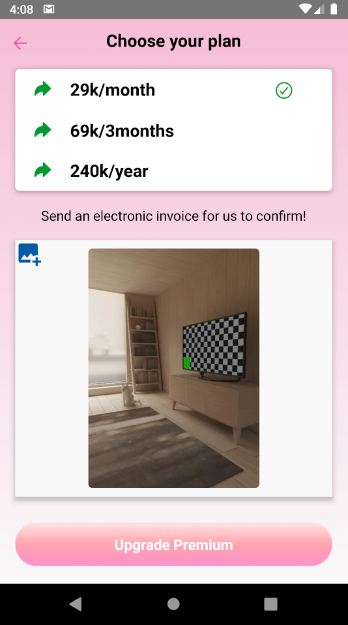 4:08
Choose your plan
29k/month
69k/3months
240k/year
Send an electronic invoice for us to confirm!
Upgrade Premium